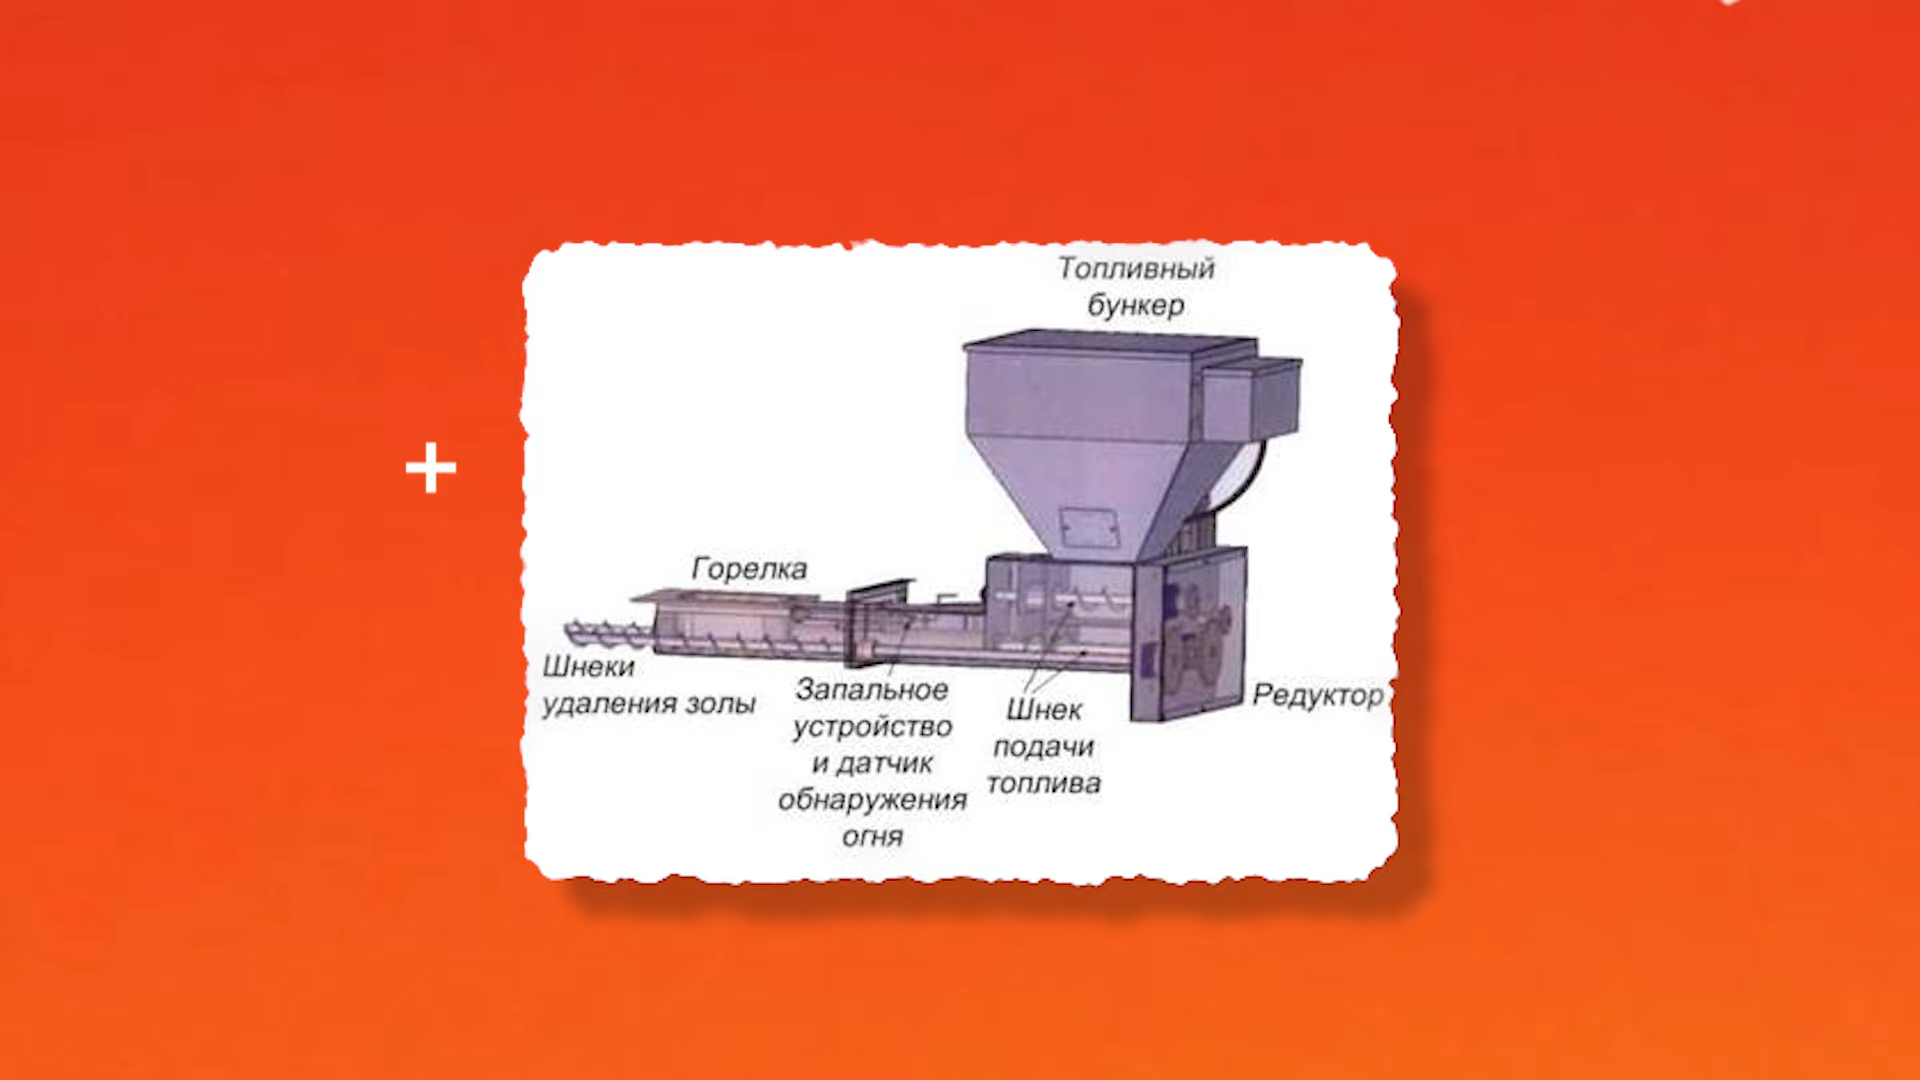 Топливный
бункер
Горелка
Шнеки
удаления золы
Запальное
устройство
и датчик
обнаружения
огня
Шнек
подачи
топлива
Редуктор
+